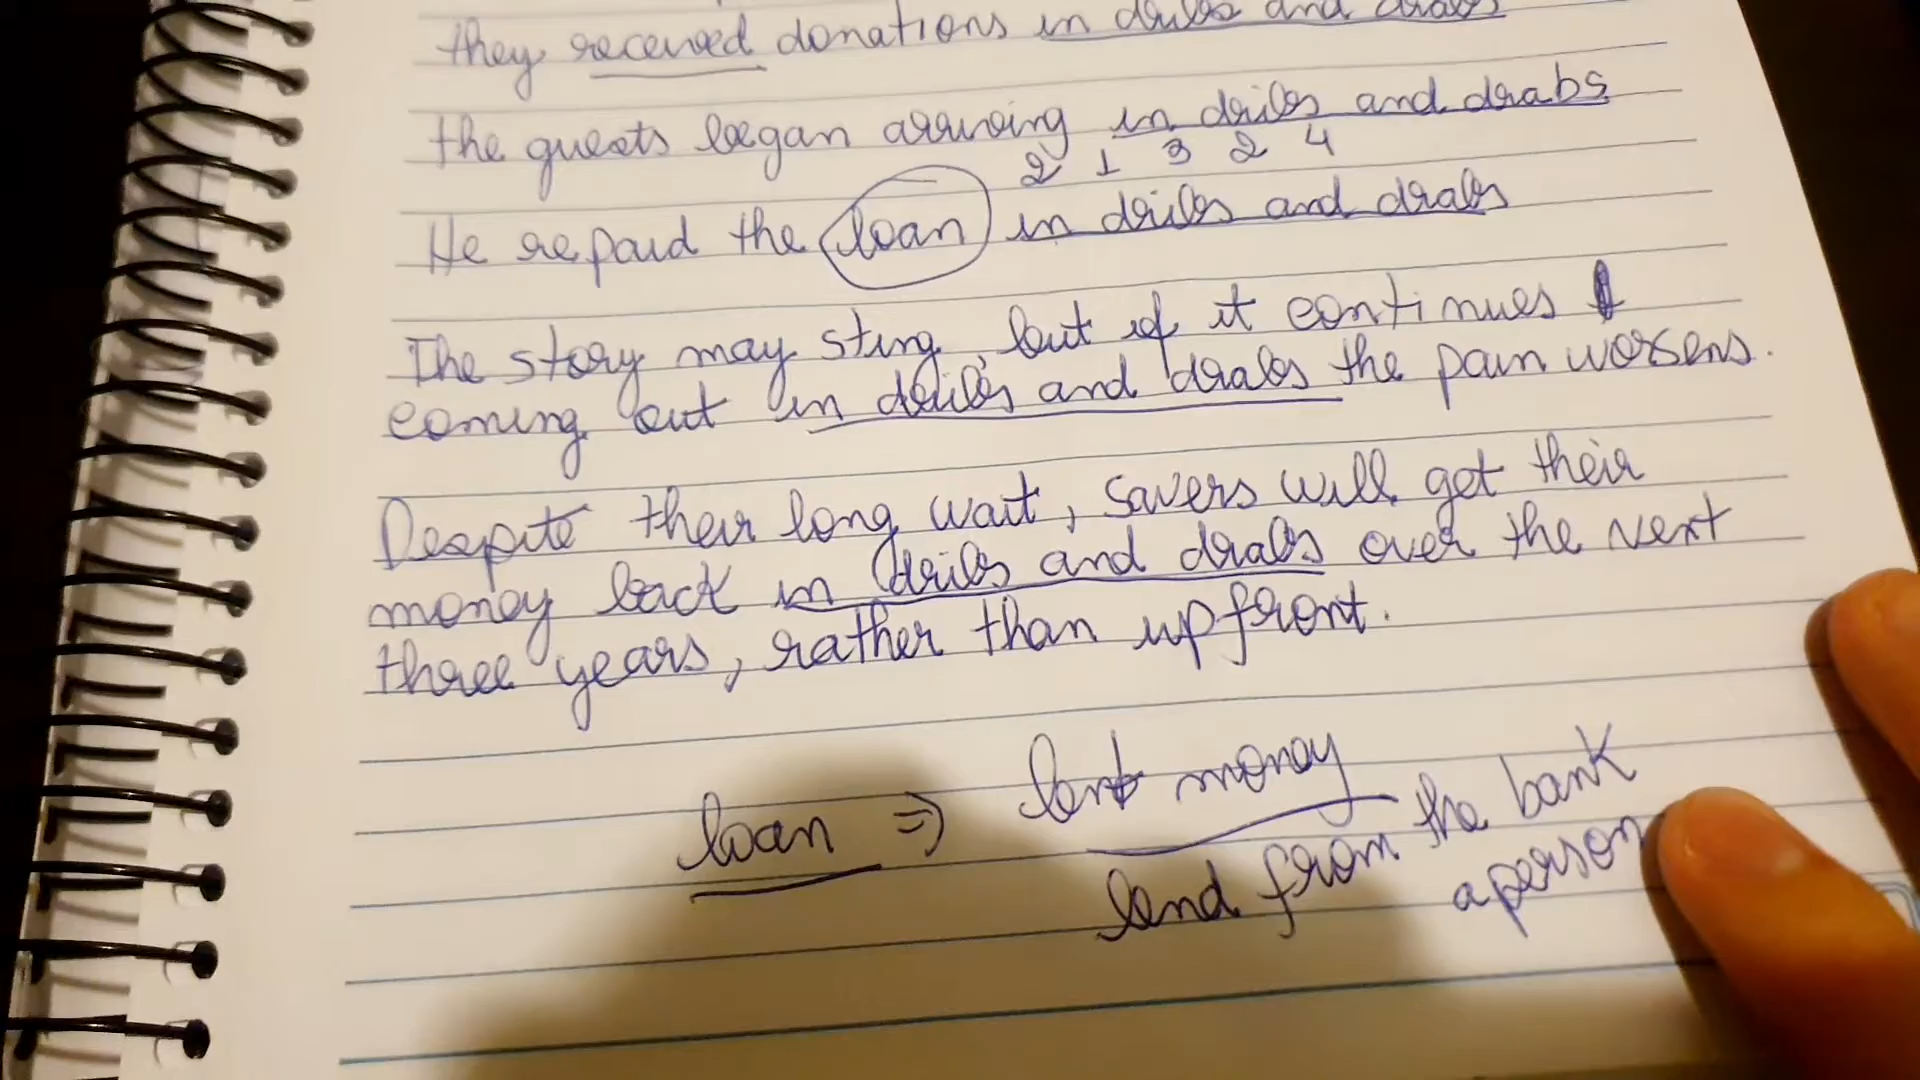 they received donations in dribs and drabs
the guests began arriving in dribs and drabs
2 1 3 2 4
He repaid the loan in dribs and drabs
The story may sting, but if it continues
coming out in dribs and drabs the pain worsens.
Despite their long wait, savers will get their
money back in dribs and drabs over the next
three years, rather than upfront.
loan => lent money
lend from the bank
a person